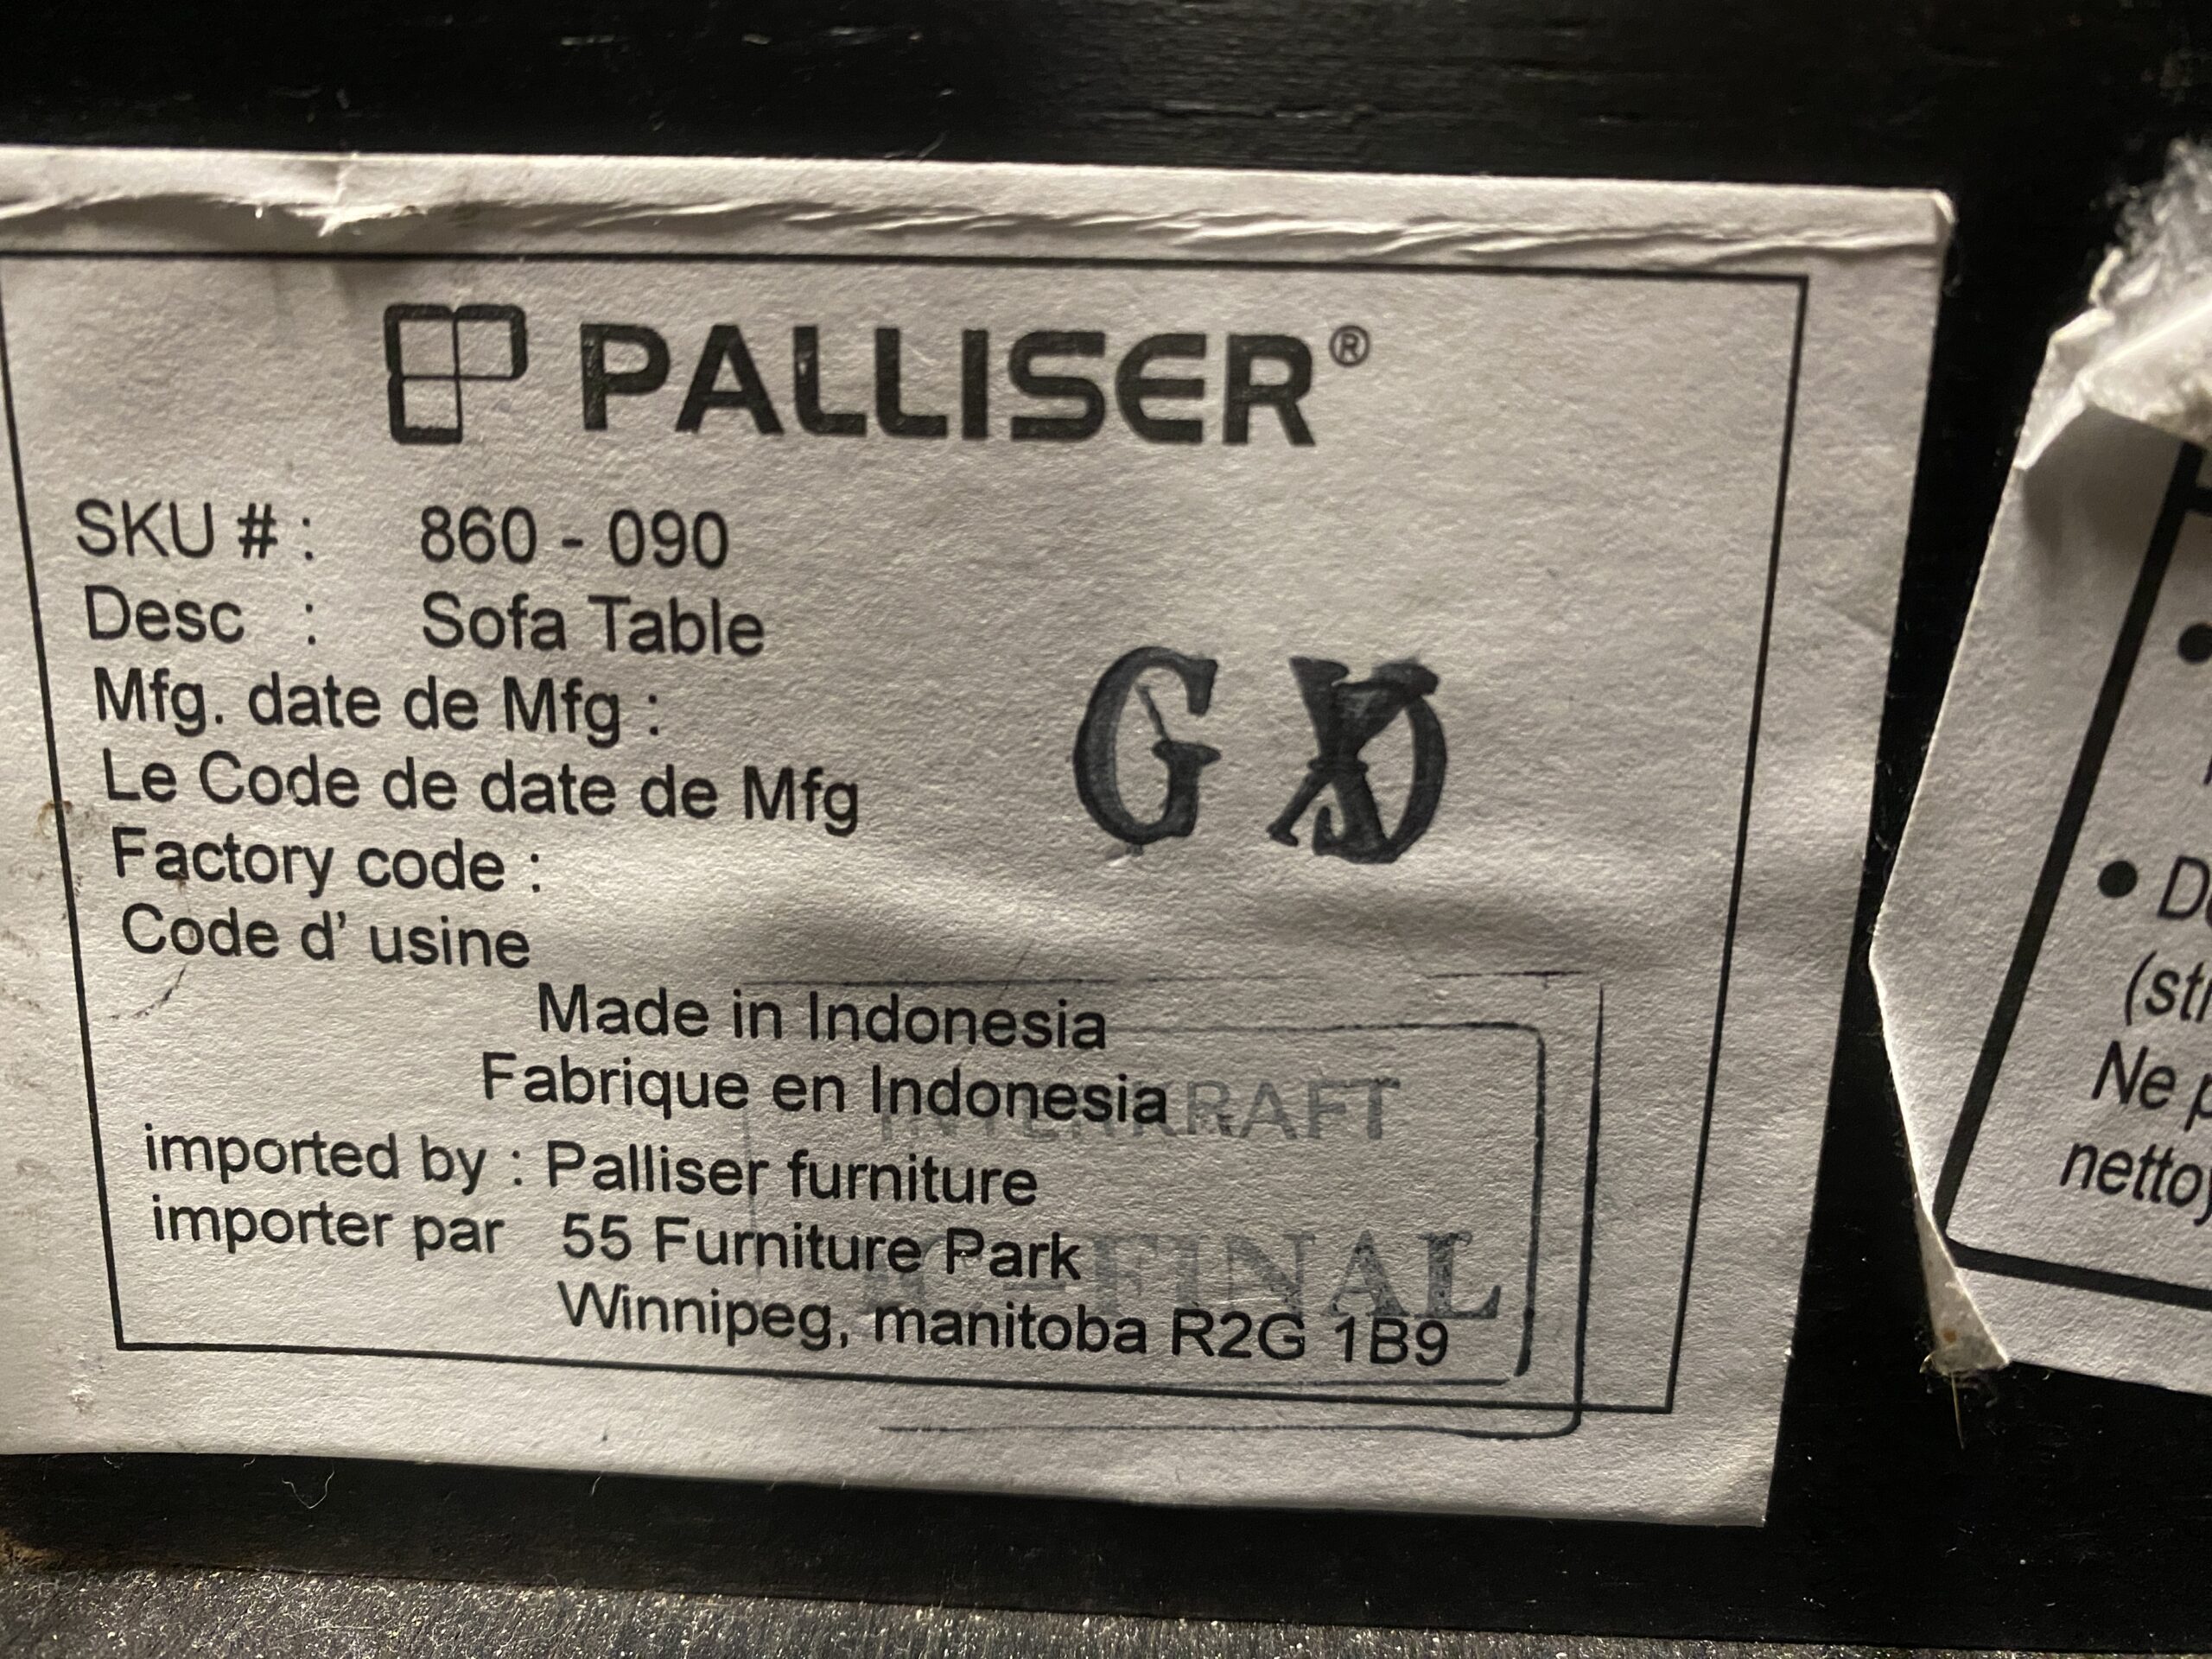 PALLISER®
SKU # : 860 - 090
Desc : Sofa Table
Mfg. date de Mfg :
Le Code de date de Mfg
G
Factory code :
Code d' usine
Made in Indonesia
Fabrique en Indonesia
INTERKRAFT
imported by : Palliser furniture
importer par 55 Furniture Park
FINAL
Winnipeg, manitoba R2G 1B9
Ne